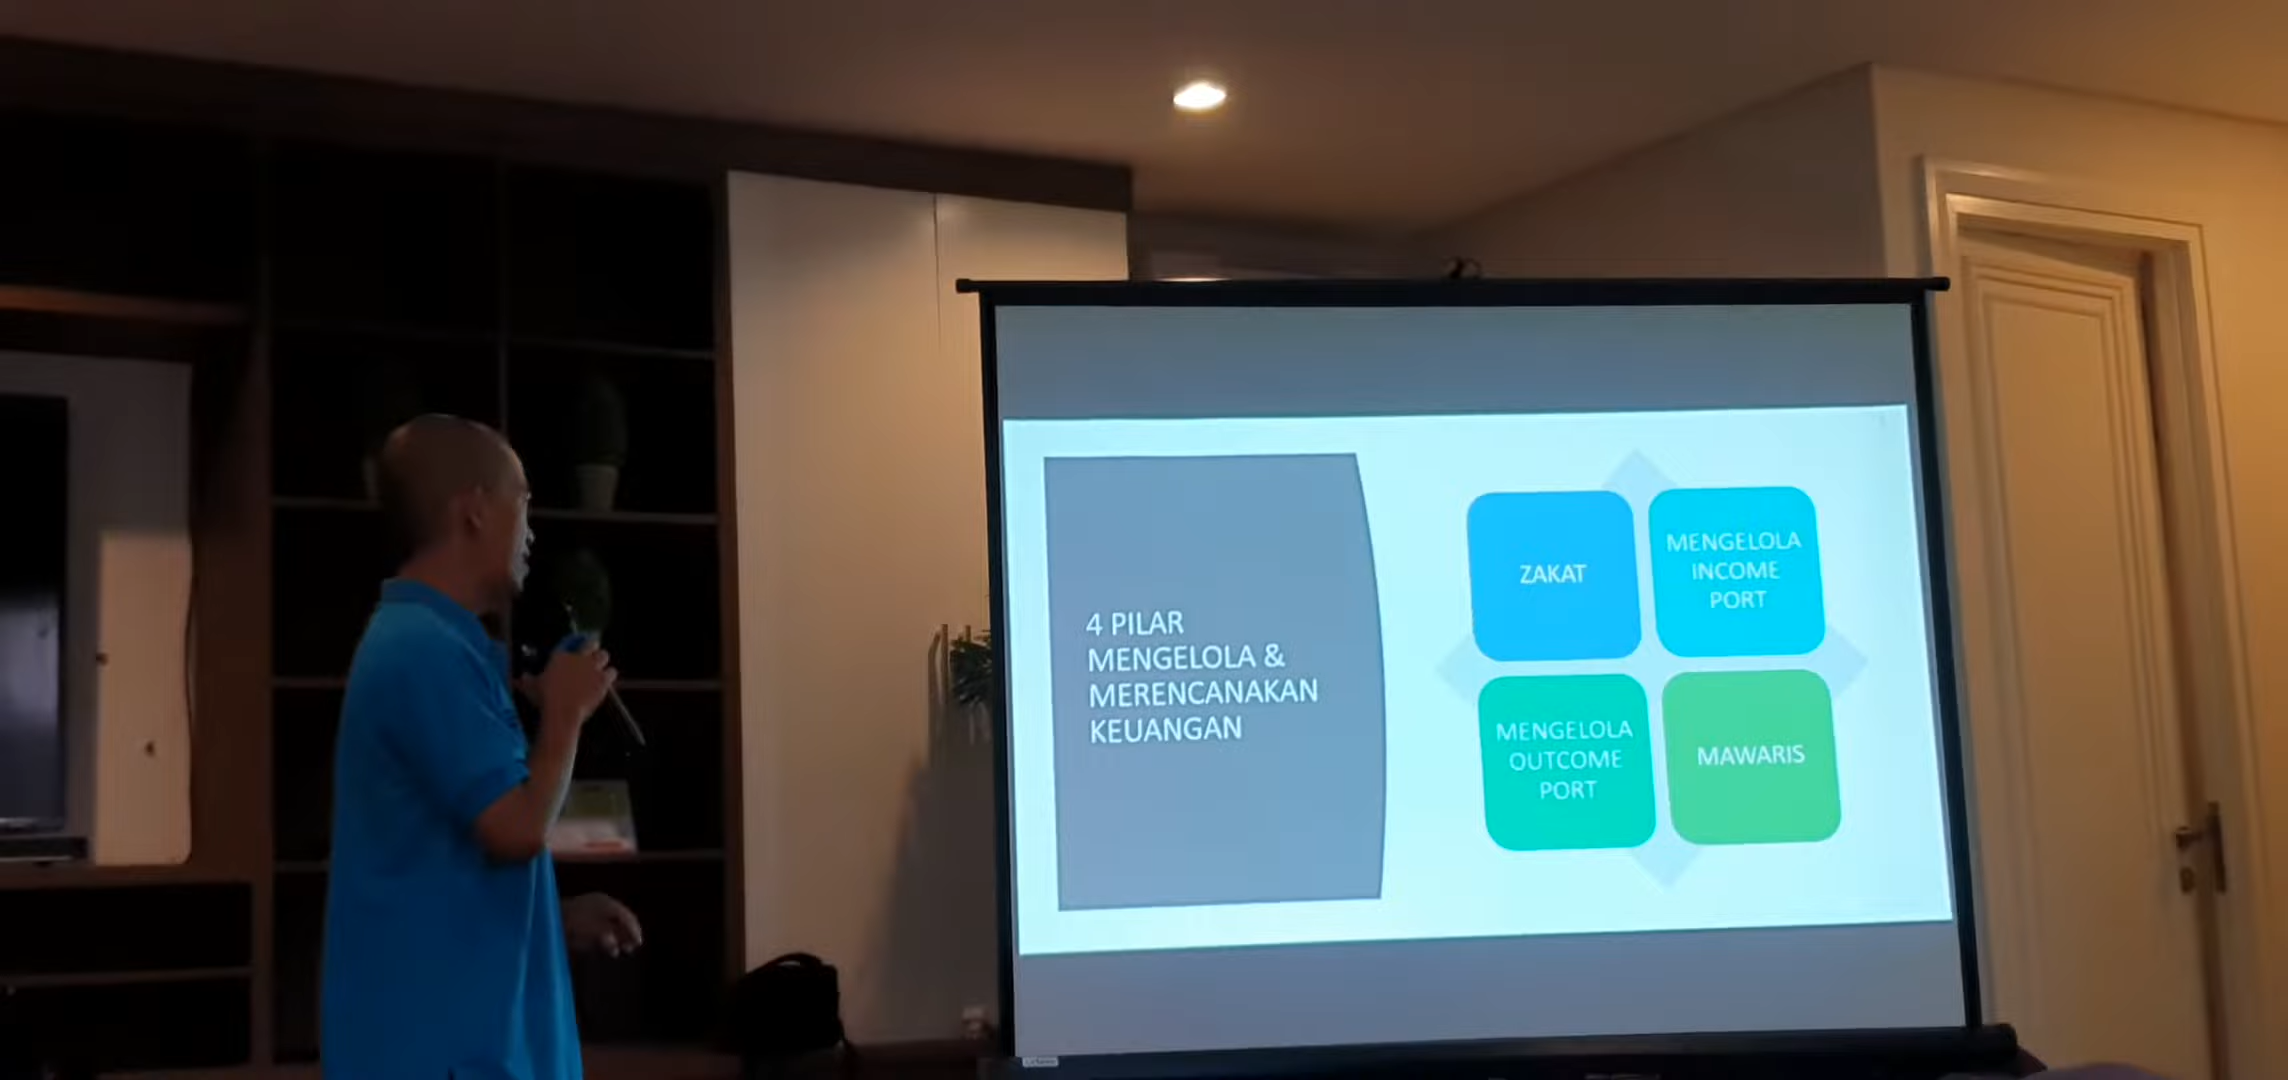 4 PILAR
MENGELOLA &
MERENCANAKAN
KEUANGAN
ZAKAT
MENGELOLA
INCOME
PORT
MENGELOLA
OUTCOME
PORT
MAWARIS